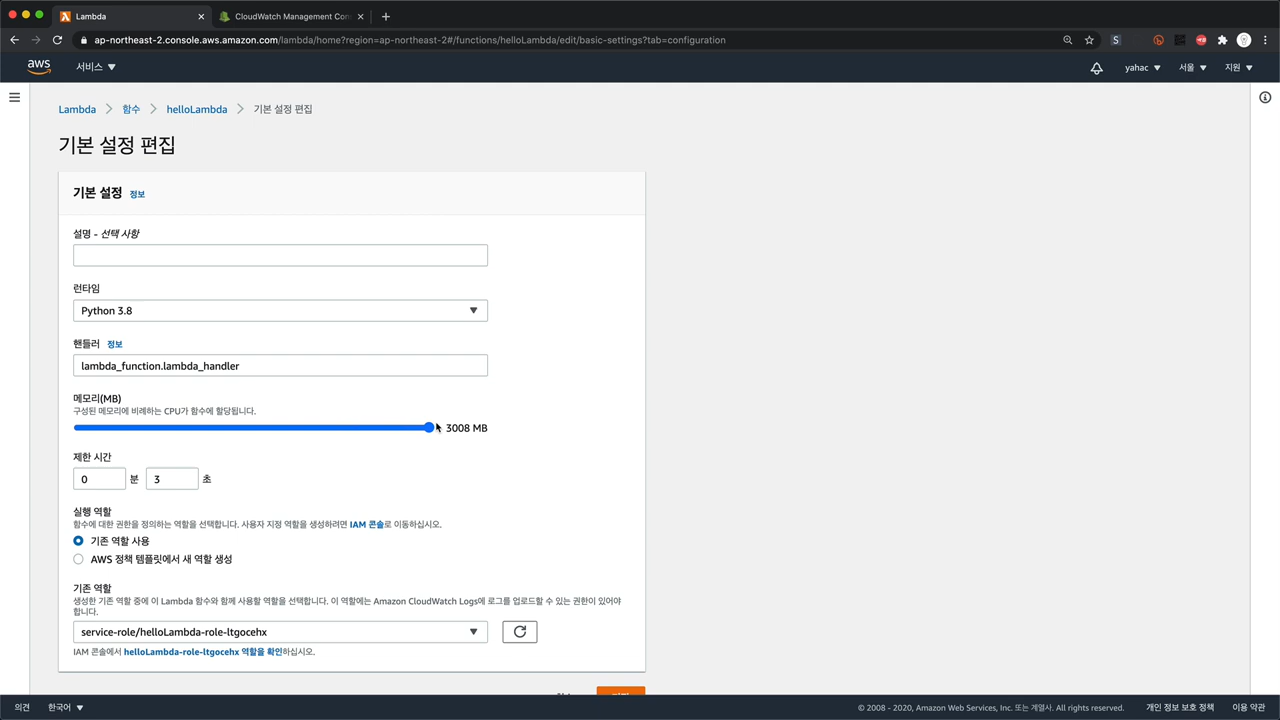 Lambda
CloudWatch Management Con
ap-northeast-2.console.aws.amazon.com/lambda/home?region=ap-northeast-2#/functions/helloLambda/edit/basic-settings?tab=configuration
aws
서비스
yahac
서울
지원
Lambda
함수
helloLambda
기본 설정 편집
기본 설정 편집
기본 설정 정보
설명 - 선택 사항
런타임
Python 3.8
핸들러 정보
lambda_function.lambda_handler
메모리(MB)
구성된 메모리에 비례하는 CPU가 함수에 할당됩니다.
3008 MB
제한 시간
0 분 3 초
실행 역할
함수에 대한 권한을 정의하는 역할을 선택합니다. 사용자 지정 역할을 생성하려면 IAM 콘솔로 이동하십시오.
기존 역할 사용
AWS 정책 템플릿에서 새 역할 생성
기존 역할
생성한 기존 역할 중에 이 Lambda 함수와 함께 사용할 역할을 선택합니다. 이 역할에는 Amazon CloudWatch Logs에 로그를 업로드할 수 있는 권한이 있어야
합니다.
service-role/helloLambda-role-ltgocehx
IAM 콘솔에서 helloLambda-role-ltgocehx 역할을 확인하십시오.
의견
한국어
© 2008 - 2020, Amazon Web Services, Inc. 또는 계열사. All rights reserved.
개인 정보 보호 정책
이용 약관